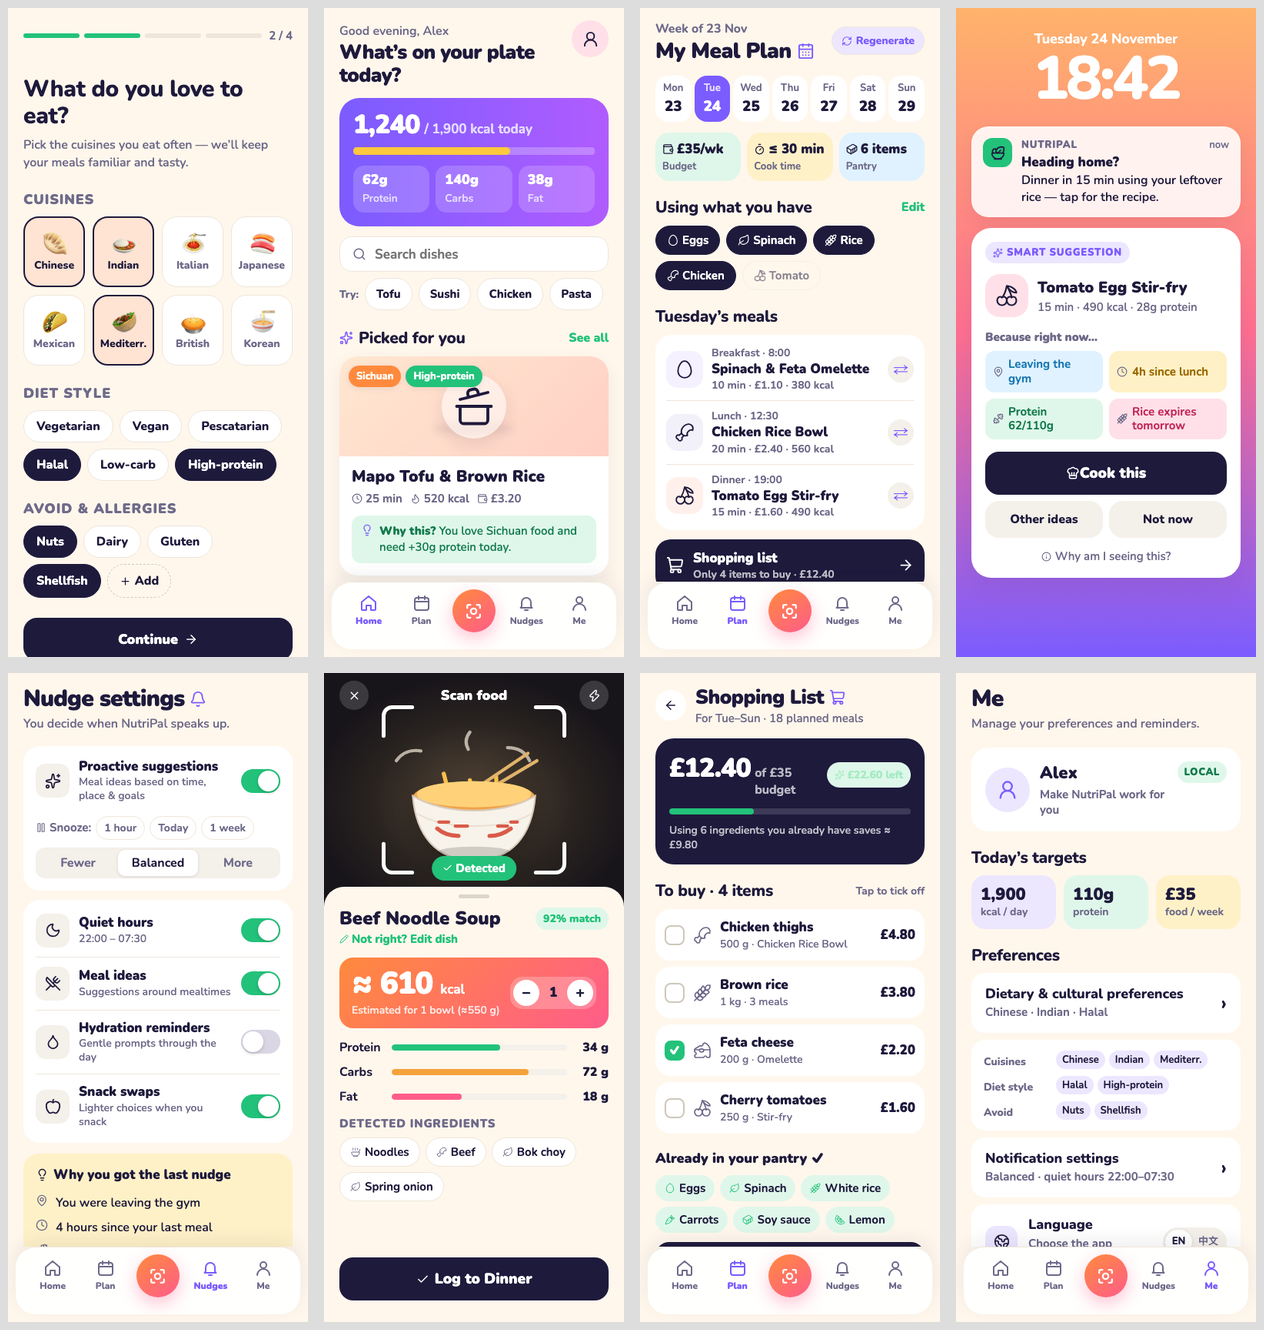 2 / 4
What do you love to
eat?
Pick the cuisines you eat often — we'll keep
your meals familiar and tasty.
CUISINES
Chinese
Indian
Italian
Japanese
Mexican
Mediterr.
British
Korean
DIET STYLE
Vegetarian
Vegan
Pescatarian
Halal
Low-carb
High-protein
AVOID & ALLERGIES
Nuts
Dairy
Gluten
Shellfish
+ Add
Continue →
Good evening, Alex
What's on your plate
today?
1,240 / 1,900 kcal today
62g
Protein
140g
Carbs
38g
Fat
Search dishes
Try:
Tofu
Sushi
Chicken
Pasta
Picked for you
See all
Sichuan
High-protein
Mapo Tofu & Brown Rice
25 min
520 kcal
£3.20
Why this? You love Sichuan food and
need +30g protein today.
Home
Plan
Nudges
Me
Week of 23 Nov
My Meal Plan
Regenerate
Mon
23
Tue
24
Wed
25
Thu
26
Fri
27
Sat
28
Sun
29
£35/wk
Budget
≤ 30 min
Cook time
6 items
Pantry
Using what you have
Edit
Eggs
Spinach
Rice
Chicken
Tomato
Tuesday's meals
Breakfast · 8:00
Spinach & Feta Omelette
10 min · £1.10 · 380 kcal
Lunch · 12:30
Chicken Rice Bowl
20 min · £2.40 · 560 kcal
Dinner · 19:00
Tomato Egg Stir-fry
15 min · £1.60 · 490 kcal
Shopping list
Only 4 items to buy · £12.40
Home
Plan
Nudges
Me
Tuesday 24 November
18:42
NUTRIPAL
now
Heading home?
Dinner in 15 min using your leftover
rice — tap for the recipe.
SMART SUGGESTION
Tomato Egg Stir-fry
15 min · 490 kcal · 28g protein
Because right now...
Leaving the
gym
4h since lunch
Protein
62/110g
Rice expires
tomorrow
Cook this
Other ideas
Not now
Why am I seeing this?
Nudge settings
You decide when NutriPal speaks up.
Proactive suggestions
Meal ideas based on time,
place & goals
Snooze:
1 hour
Today
1 week
Fewer
Balanced
More
Quiet hours
22:00 – 07:30
Meal ideas
Suggestions around mealtimes
Hydration reminders
Gentle prompts through the
day
Snack swaps
Lighter choices when you
snack
Why you got the last nudge
You were leaving the gym
4 hours since your last meal
Home
Plan
Nudges
Me
Scan food
Detected
Beef Noodle Soup
92% match
Not right? Edit dish
≈ 610 kcal
Estimated for 1 bowl (≈550 g)
− 1 +
Protein
34 g
Carbs
72 g
Fat
18 g
DETECTED INGREDIENTS
Noodles
Beef
Bok choy
Spring onion
✓ Log to Dinner
Shopping List
For Tue–Sun · 18 planned meals
£12.40 of £35
budget
£22.60 left
Using 6 ingredients you already have saves ≈
£9.80
To buy · 4 items
Tap to tick off
Chicken thighs
500 g · Chicken Rice Bowl
£4.80
Brown rice
1 kg · 3 meals
£3.80
Feta cheese
200 g · Omelette
£2.20
Cherry tomatoes
250 g · Stir-fry
£1.60
Already in your pantry ✓
Eggs
Spinach
White rice
Carrots
Soy sauce
Lemon
Home
Plan
Nudges
Me
Me
Manage your preferences and reminders.
Alex
Make NutriPal work for
you
LOCAL
Today's targets
1,900
kcal / day
110g
protein
£35
food / week
Preferences
Dietary & cultural preferences
Chinese · Indian · Halal
›
Cuisines
Chinese
Indian
Mediterr.
Diet style
Halal
High-protein
Avoid
Nuts
Shellfish
Notification settings
Balanced · quiet hours 22:00–07:30
›
Language
Choose the app
EN
中文
Home
Plan
Nudges
Me